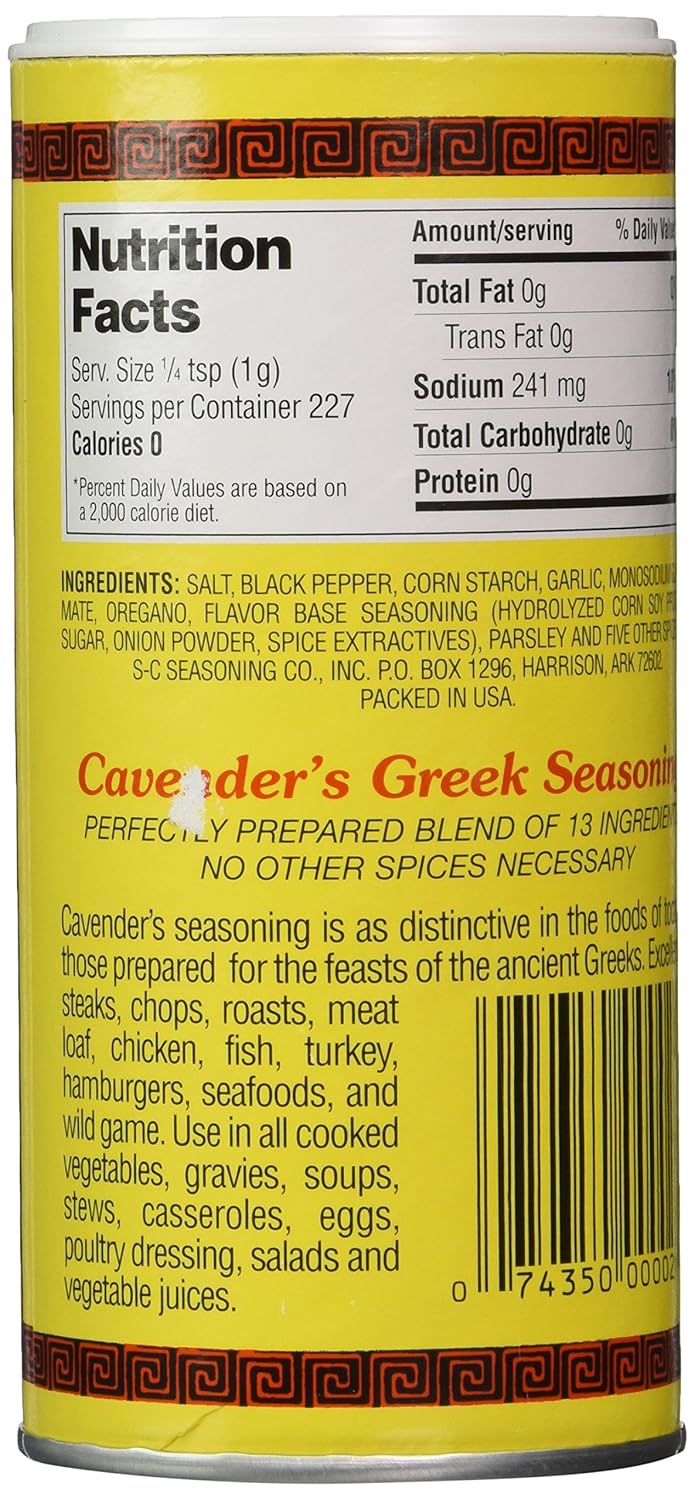 Nutrition
Facts
Serv. Size 1/4 tsp (1g)
Servings per Container 227
Calories 0
*Percent Daily Values are based on
a 2,000 calorie diet.
Amount/serving % Daily
Total Fat 0g
Trans Fat 0g
Sodium 241 mg
Total Carbohydrate 0g
Protein 0g
INGREDIENTS: SALT, BLACK PEPPER, CORN STARCH, GARLIC,
MATE, OREGANO, FLAVOR BASE SEASONING (HYDROLYZED CORN SOY
SUGAR, ONION POWDER, SPICE EXTRACTIVES), PARSLEY AND FIVE OTHER
S-C SEASONING CO., INC. P.O. BOX 1296, HARRISON, ARK 72602.
PACKED IN USA.
Cavender's Greek
PERFECTLY PREPARED BLEND OF 13
NO OTHER SPICES NECESSARY
Cavender's seasoning is as distinctive in the foods of
those prepared for the feasts of the ancient Greeks.
steaks, chops, roasts, meat
loaf, chicken, fish, turkey,
hamburgers, seafoods, and
wild game. Use in all cooked
vegetables, gravies, soups,
stews, casseroles, eggs,
poultry dressing, salads and
vegetable juices.
0 74350 00002